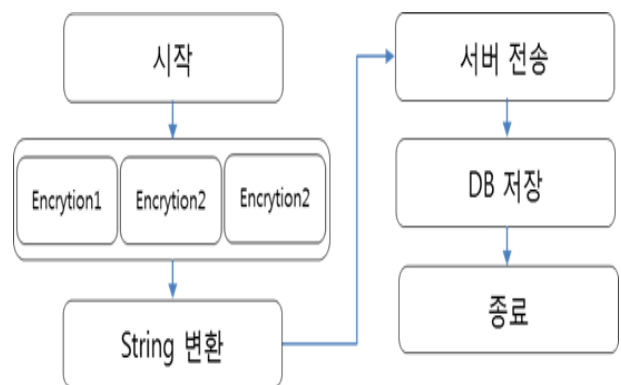 시작
Encrytion1
Encrytion2
Encrytion2
String 변환
서버 전송
DB 저장
종료